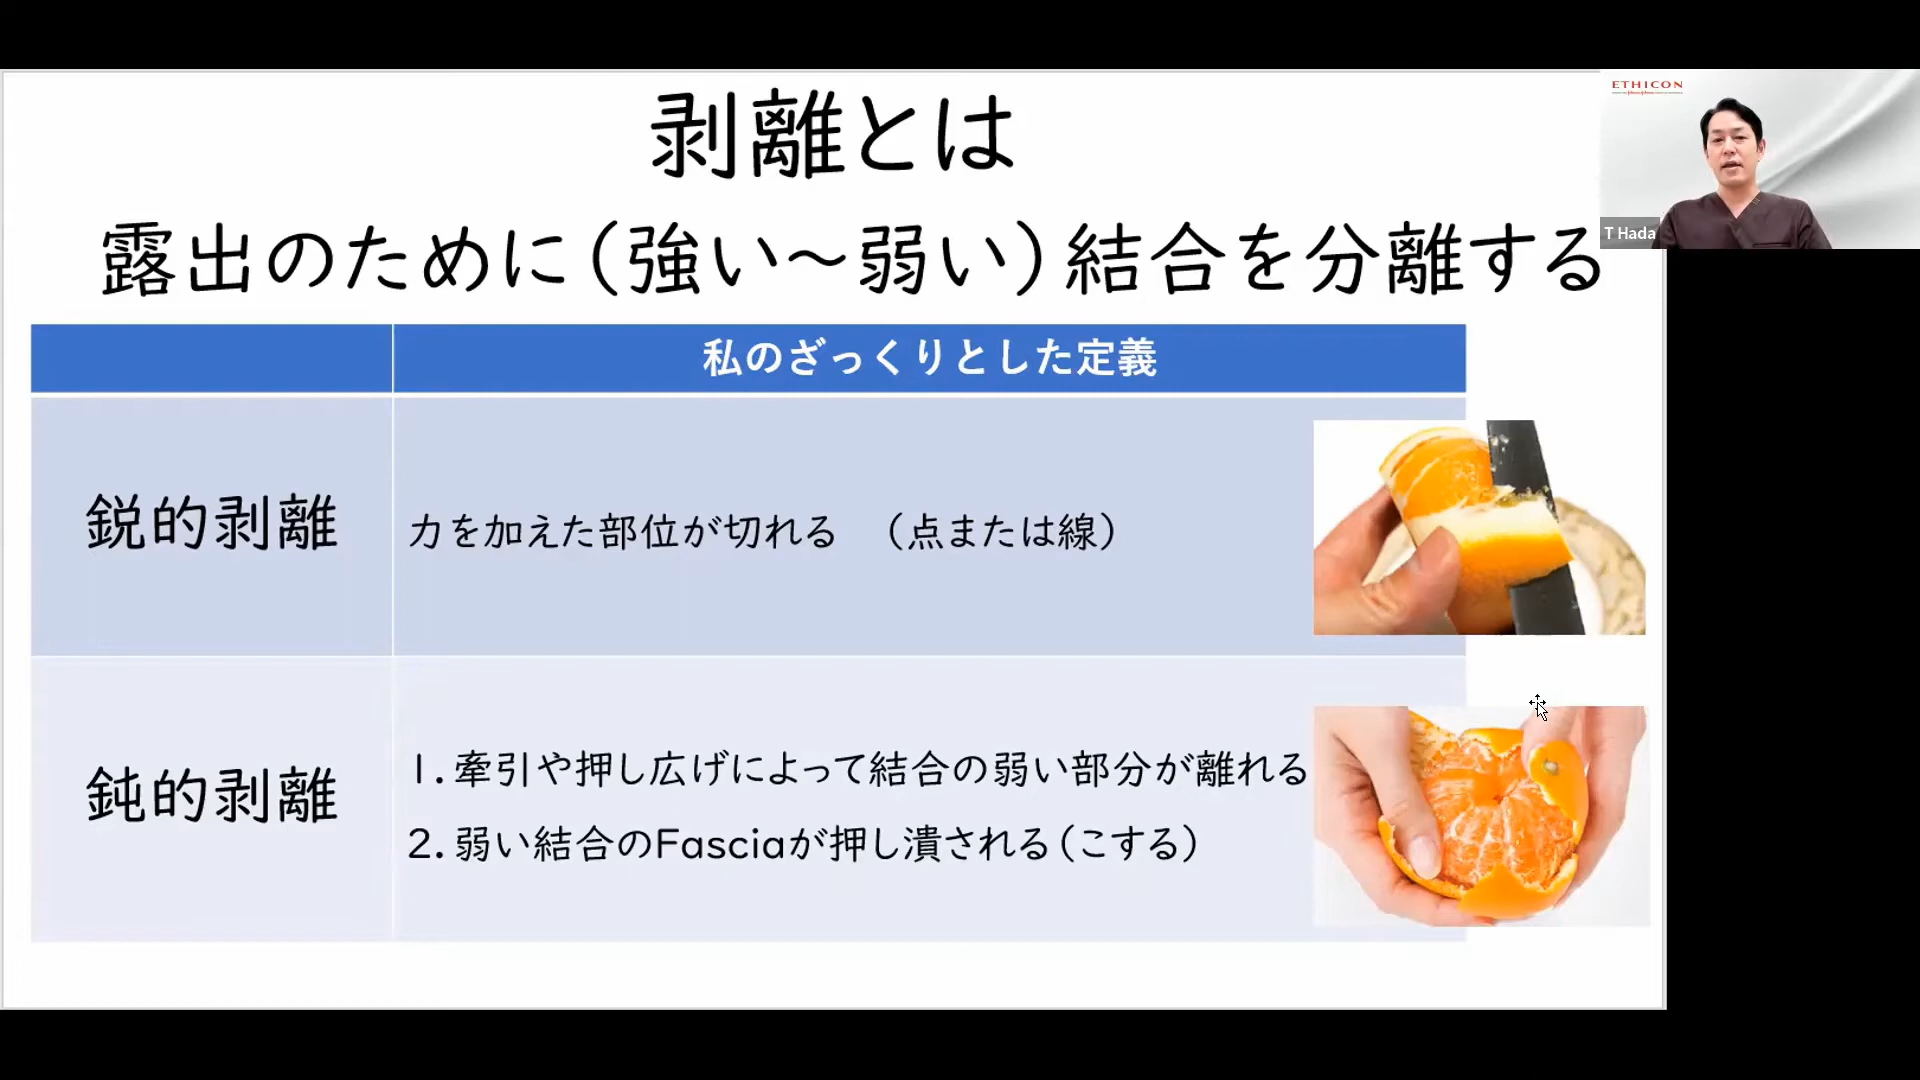 剥離とは
露出のために(強い～弱い)結合を分離する
私のざっくりとした定義
鋭的剥離
力を加えた部位が切れる　(点または線)
鈍的剥離
1. 牽引や押し広げによって結合の弱い部分が離れる
2. 弱い結合のFasciaが押し潰される(こする)
ETHICON
T Hada